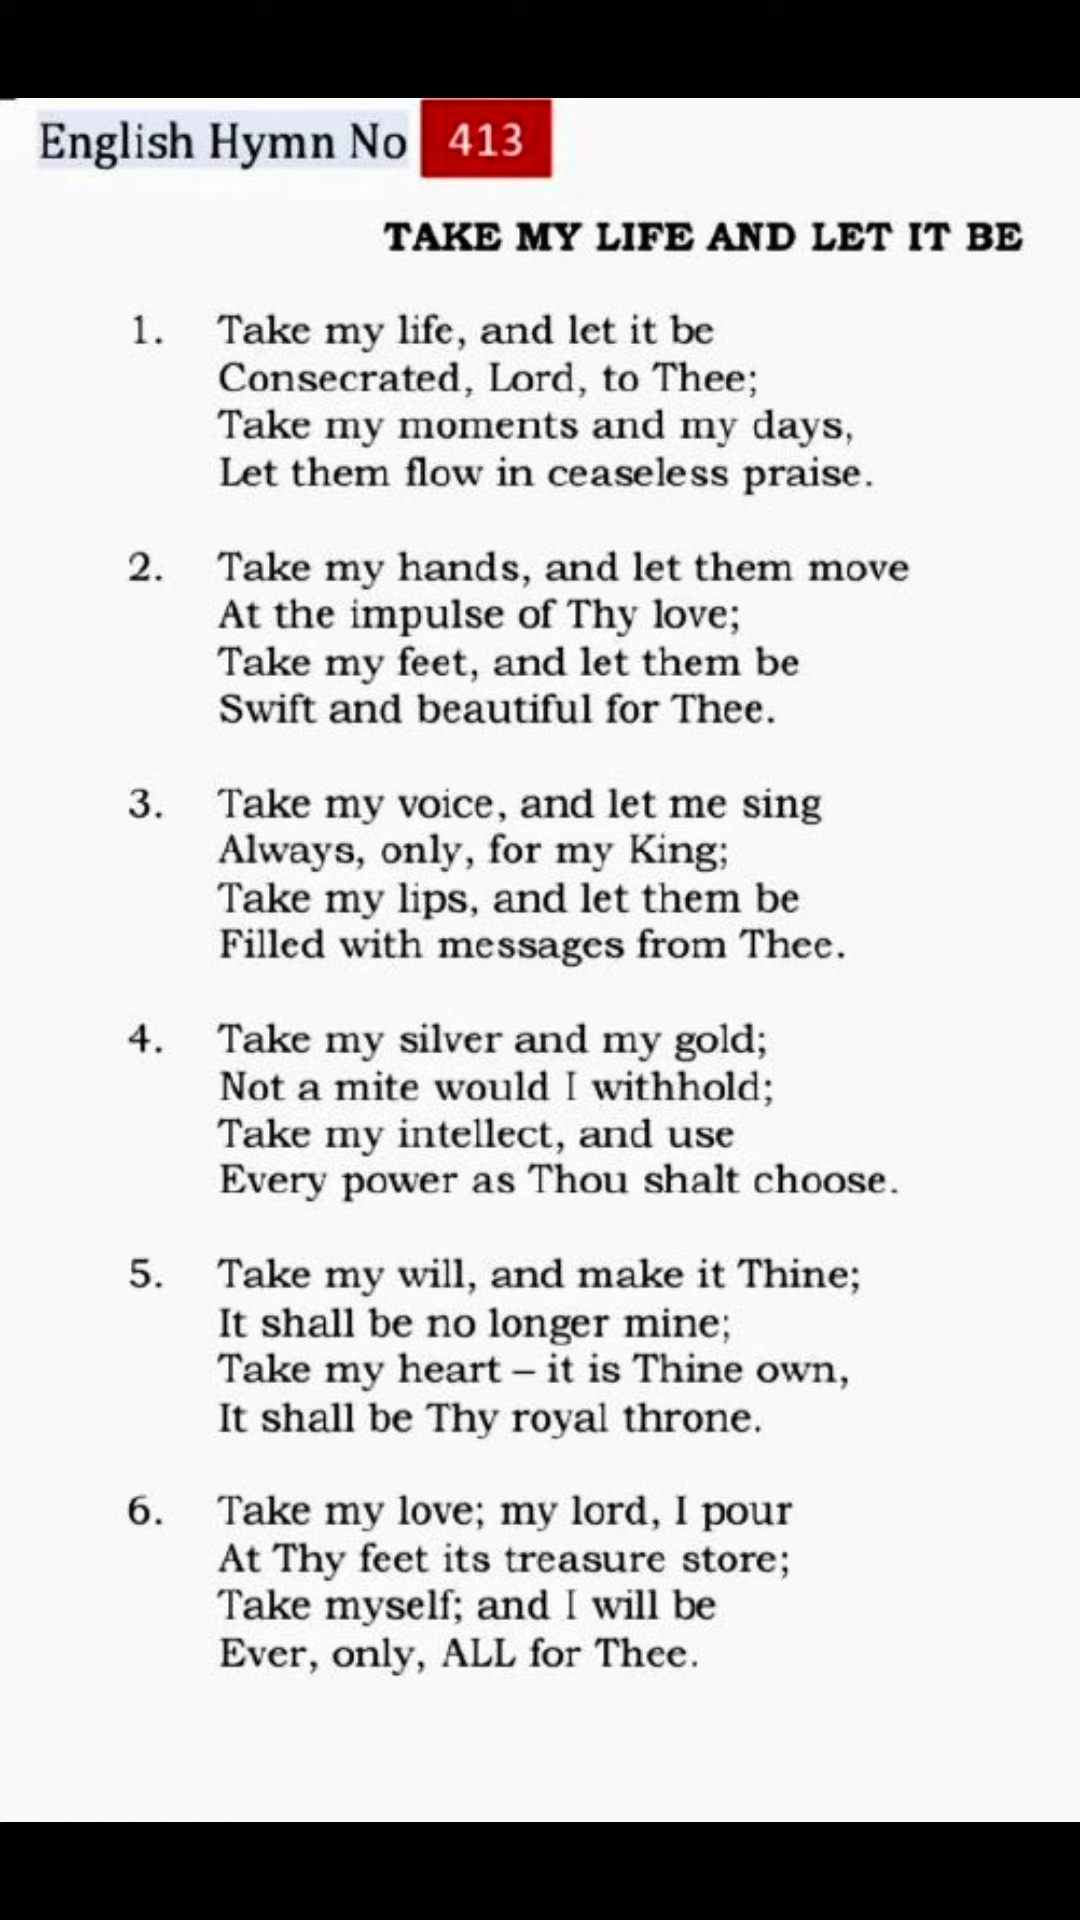 English Hymn No 413
TAKE MY LIFE AND LET IT BE
1. Take my life, and let it be
Consecrated, Lord, to Thee;
Take my moments and my days,
Let them flow in ceaseless praise.
2. Take my hands, and let them move
At the impulse of Thy love;
Take my feet, and let them be
Swift and beautiful for Thee.
3. Take my voice, and let me sing
Always, only, for my King;
Take my lips, and let them be
Filled with messages from Thee.
4. Take my silver and my gold;
Not a mite would I withhold;
Take my intellect, and use
Every power as Thou shalt choose.
5. Take my will, and make it Thine;
It shall be no longer mine;
Take my heart – it is Thine own,
It shall be Thy royal throne.
6. Take my love; my lord, I pour
At Thy feet its treasure store;
Take myself; and I will be
Ever, only, ALL for Thee.